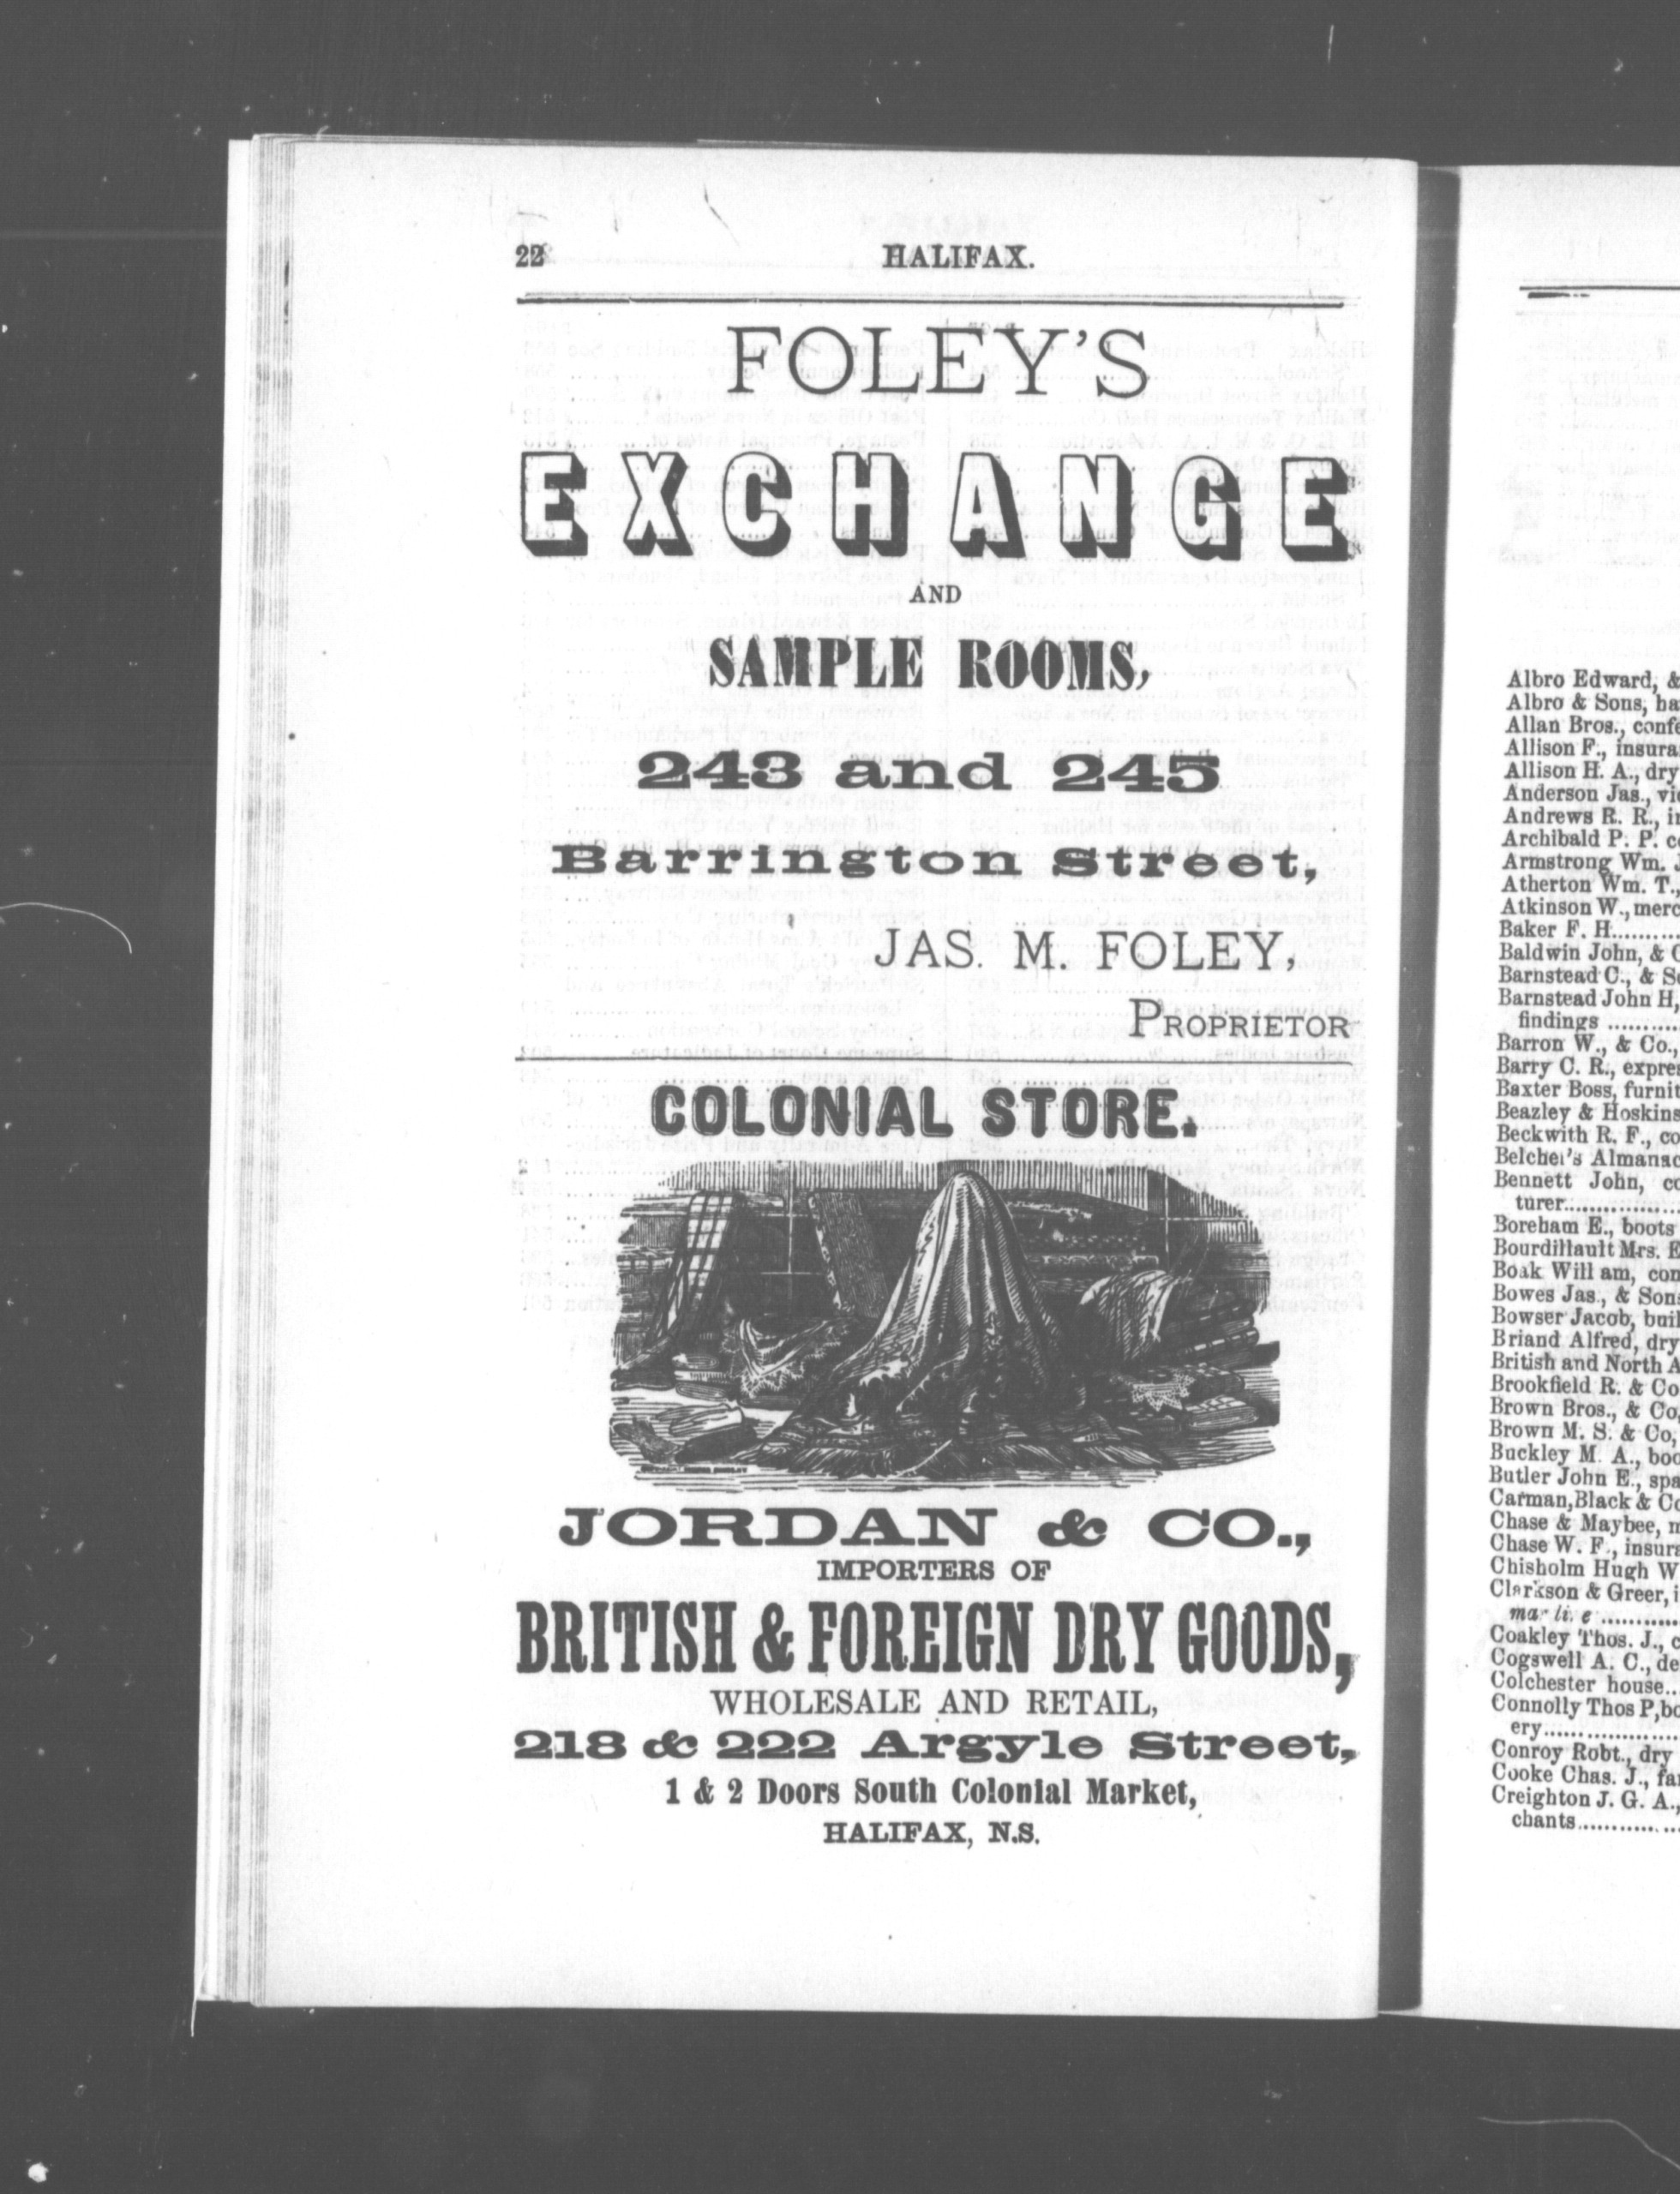 22 HALIFAX.
FOLEY'S
EXCHANGE
AND
SAMPLE ROOMS,
243 and 245
Barrington Street,
JAS. M. FOLEY,
PROPRIETOR
COLONIAL STORE.
JORDAN & CO.,
IMPORTERS OF
BRITISH & FOREIGN DRY GOODS,
WHOLESALE AND RETAIL,
218 & 222 Argyle Street,
1 & 2 Doors South Colonial Market,
HALIFAX, N.S.
Albro Edward, &
Albro & Sons, ha
Allan Bros., confe
Allison F., insura
Allison H. A., dry
Anderson Jas., vi
Andrews R. R., i
Archibald P. P. c
Armstrong Wm. J
Atherton Wm. T.,
Atkinson W., merc
Baker F. H..........
Baldwin John, & C
Barnstead C., & S
Barnstead John H,
findings ..........
Barron W., & Co.,
Barry C. R., expre
Baxter Boss, furnit
Beazley & Hoskins
Beckwith R. F., co
Belcher's Almanac
Bennett John, co
turer..............
Boreham E., boots
Bourdillault Mrs. E
Boak Will am, com
Bowes Jas., & Sons
Bowser Jacob, buil
Briand Alfred, dry
British and North A
Brookfield R. & Co
Brown Bros., & Co,
Brown M. S. & Co,
Buckley M. A., boo
Butler John E., spa
Carman, Black & Co
Chase & Maybee, m
Chase W. F., insura
Chisholm Hugh W
Clarkson & Greer, i
mar li. e ..........
Coakley Thos. J., c
Cogswell A. C., de
Colchester house..
Connolly Thos P, bo
ery................
Conroy Robt., dry
Cooke Chas. J., fa
Creighton J. G. A.,
chants.............